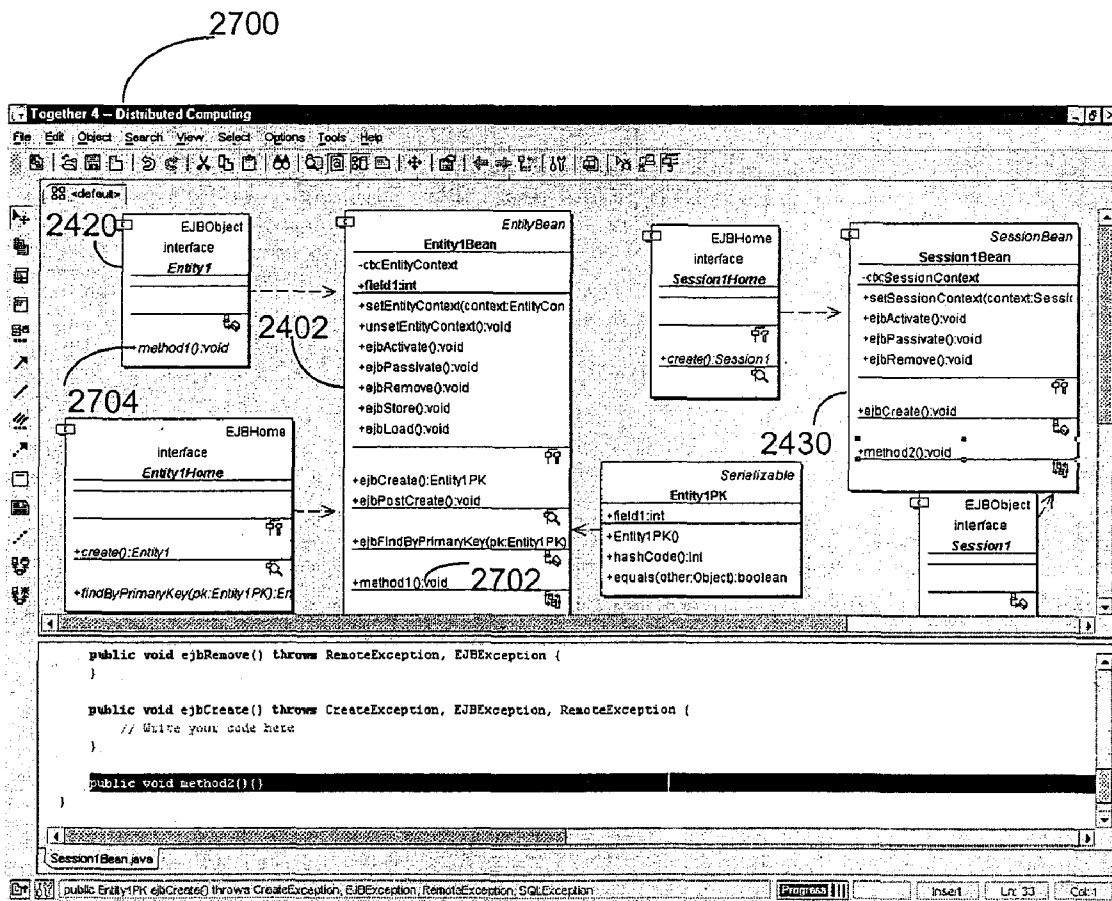 2700
Together 4 – Distributed Computing
File Edit Object Search View Select Options Tools Help
<default>
2420
EJBObject
interface
Entity1
+method1():void
2704
EJBHome
interface
Entity1Home
+create():Entity1
+findByPrimaryKey(pk:Entity1PK):En
2402
EntityBean
Entity1Bean
-ctx:EntityContext
+field1:int
+setEntityContext(context:EntityCon
+unsetEntityContext():void
+ejbActivate():void
+ejbPassivate():void
+ejbRemove():void
+ejbStore():void
+ejbLoad():void
+ejbCreate():Entity1PK
+ejbPostCreate():void
+ejbFindByPrimaryKey(pk:Entity1PK)
+method1():void
2702
EJBHome
interface
Session1Home
+create():Session1
Serializable
Entity1PK
+field1:int
+Entity1PK()
+hashCode():int
+equals(other:Object):boolean
2430
SessionBean
Session1Bean
-ctx:SessionContext
+setSessionContext(context:Sessic
+ejbActivate():void
+ejbPassivate():void
+ejbRemove():void
+ejbCreate():void
+method2():void
EJBObject
interface
Session1
public void ejbRemove() throws RemoteException, EJBException {
}
public void ejbCreate() throws CreateException, EJBException, RemoteException {
// Write your code here
}
public void method2(){}
}
Session1Bean.java
public Entity1PK ejbCreate() throws CreateException, EJBException, RemoteException, SQLException
Progress Insert Ln: 33 Col: 1